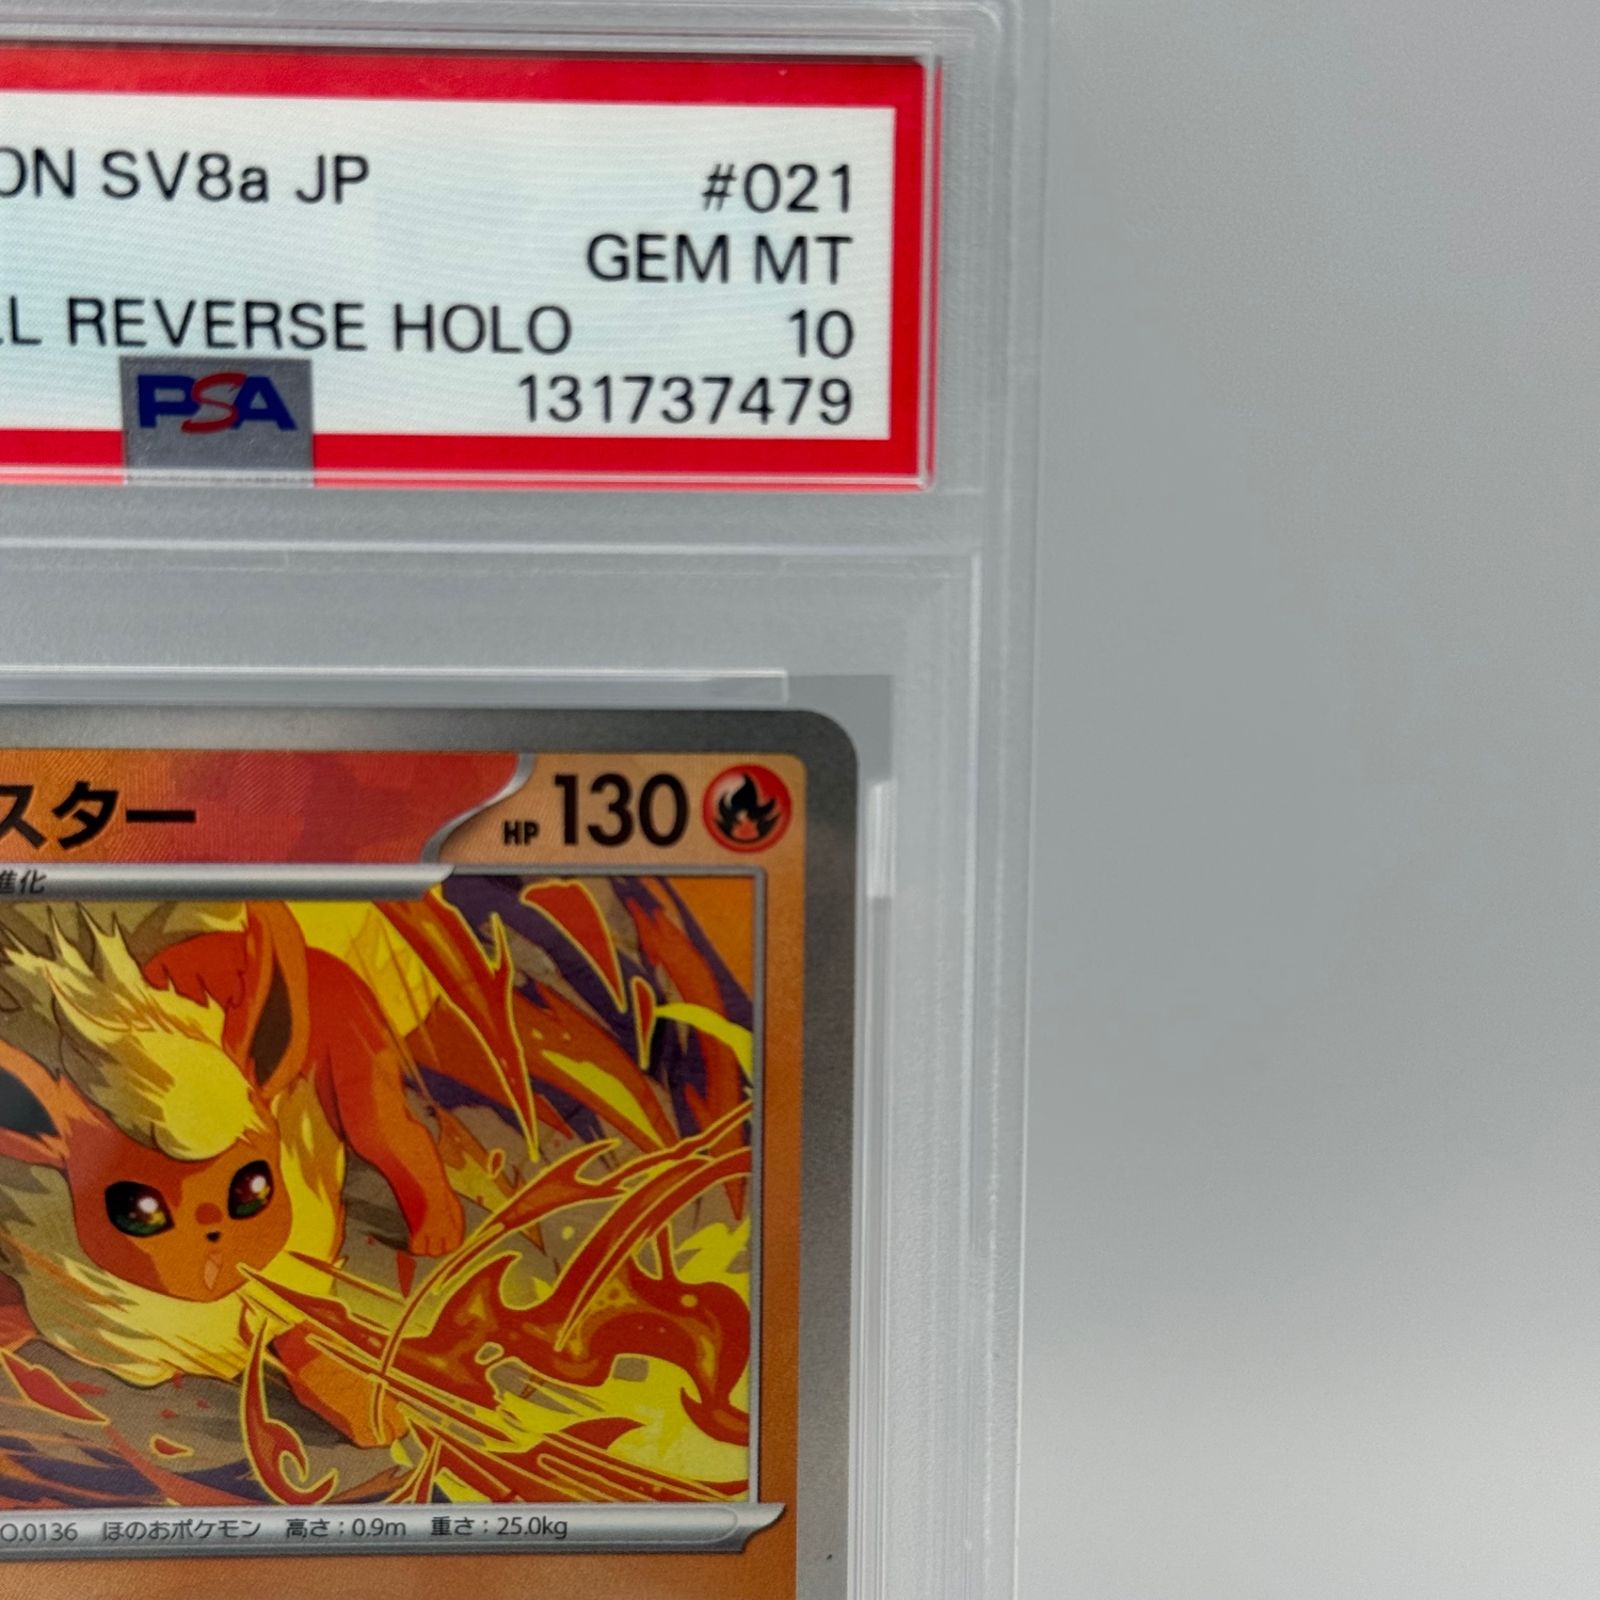 ON SV8a JP #021
GEM MT
LL REVERSE HOLO 10
PSA 131737479
スター HP 130
進化
O.0136 ほのおポケモン 高さ:0.9m 重さ:25.0kg